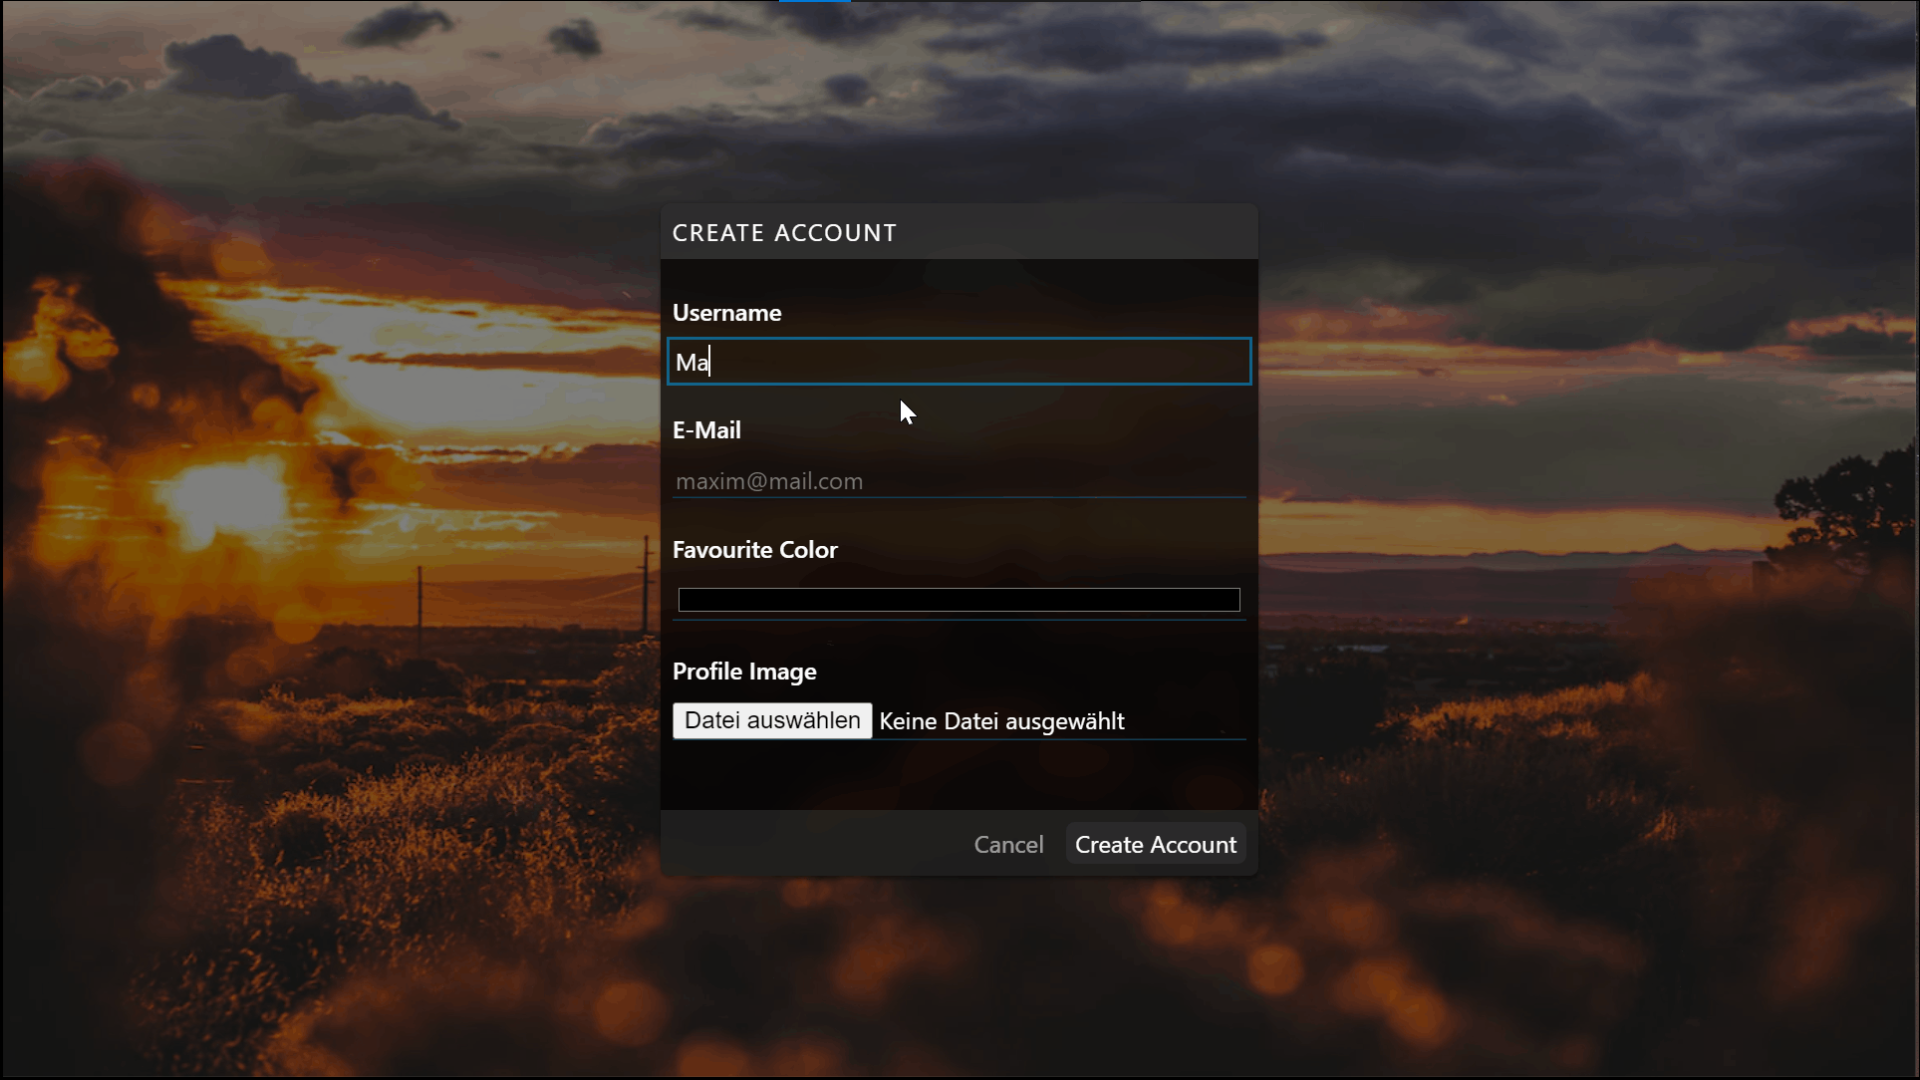 CREATE ACCOUNT
Username
Ma
E-Mail
maxim@mail.com
Favourite Color
Profile Image
Datei auswählen Keine Datei ausgewählt
Cancel Create Account